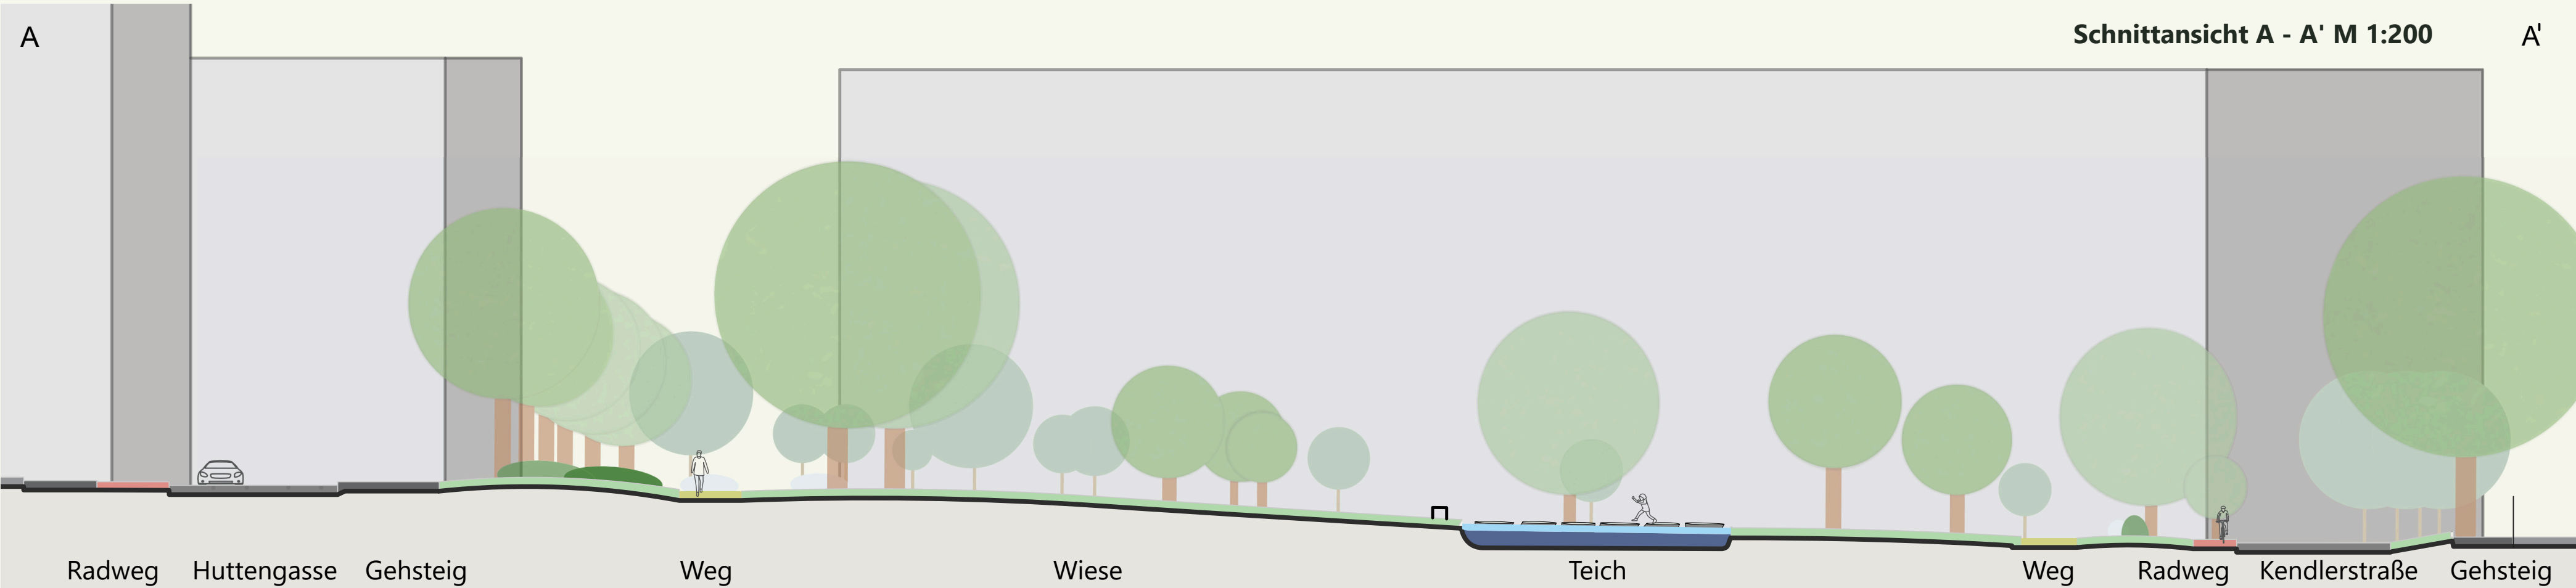 A
Schnittansicht A - A' M 1:200
A'
Radweg Huttengasse Gehsteig Weg Wiese Teich Weg Radweg Kendlerstraße Gehsteig